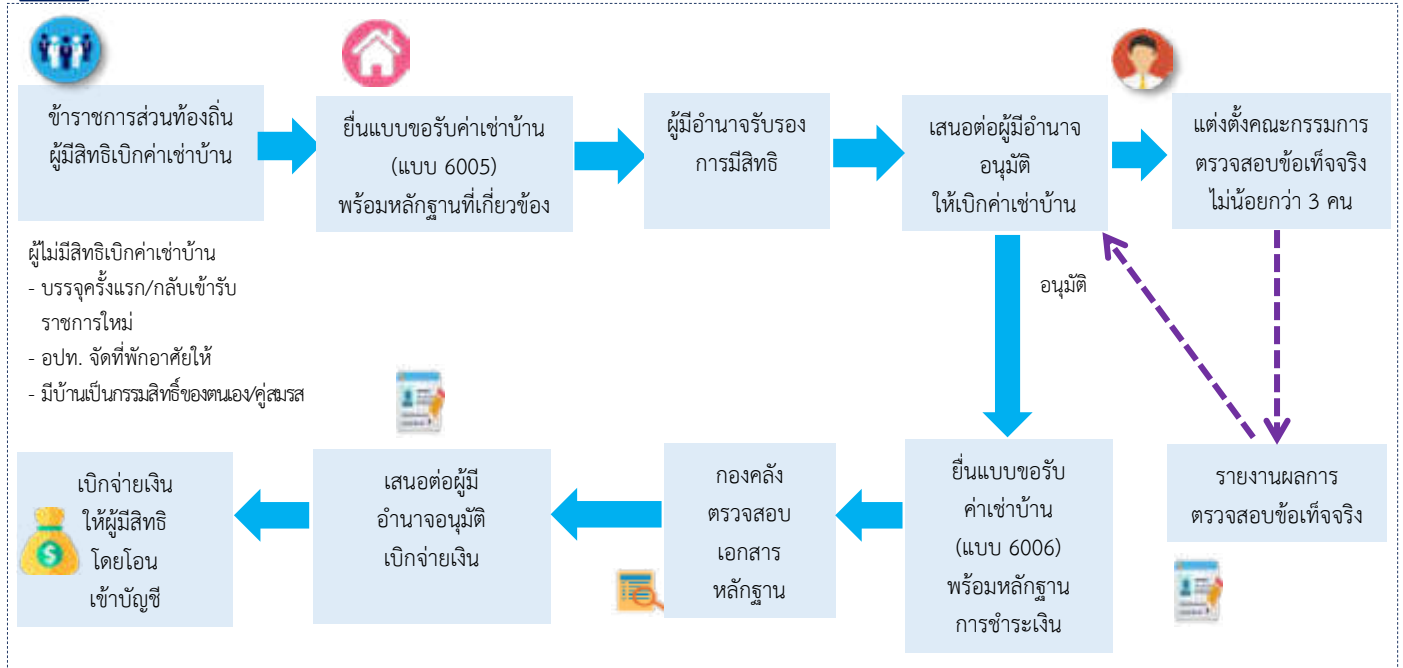 ข้าราชการส่วนท้องถิ่น
ผู้มีสิทธิเบิกค่าเช่าบ้าน
ยื่นแบบขอรับค่าเช่าบ้าน
(แบบ 6005)
พร้อมหลักฐานที่เกี่ยวข้อง
ผู้มีอำนาจรับรอง
การมีสิทธิ
เสนอต่อผู้มีอำนาจ
อนุมัติ
ให้เบิกค่าเช่าบ้าน
แต่งตั้งคณะกรรมการ
ตรวจสอบข้อเท็จจริง
ไม่น้อยกว่า 3 คน
ผู้ไม่มีสิทธิเบิกค่าเช่าบ้าน
- บรรจุครั้งแรก/กลับเข้ารับ
ราชการใหม่
- อปท. จัดที่พักอาศัยให้
- มีบ้านเป็นกรรมสิทธิ์ของตนเอง/คู่สมรส
อนุมัติ
รายงานผลการ
ตรวจสอบข้อเท็จจริง
ยื่นแบบขอรับ
ค่าเช่าบ้าน
(แบบ 6006)
พร้อมหลักฐาน
การชำระเงิน
กองคลัง
ตรวจสอบ
เอกสาร
หลักฐาน
เสนอต่อผู้มี
อำนาจอนุมัติ
เบิกจ่ายเงิน
เบิกจ่ายเงิน
ให้ผู้มีสิทธิ
โดยโอน
เข้าบัญชี